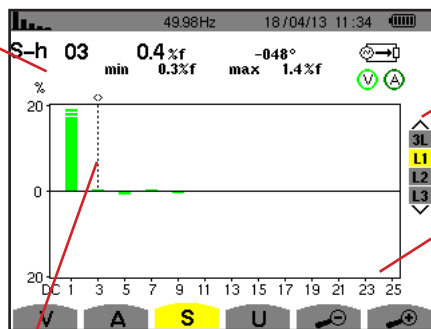 49.98Hz 18/04/13 11:34
S-h 03 0.4%f -048°
min 0.3%f max 1.4%f
V A
%
20
0
20
3L
L1
L2
L3
DC 1 3 5 7 9 11 13 15 17 19 21 23 25
V A S U